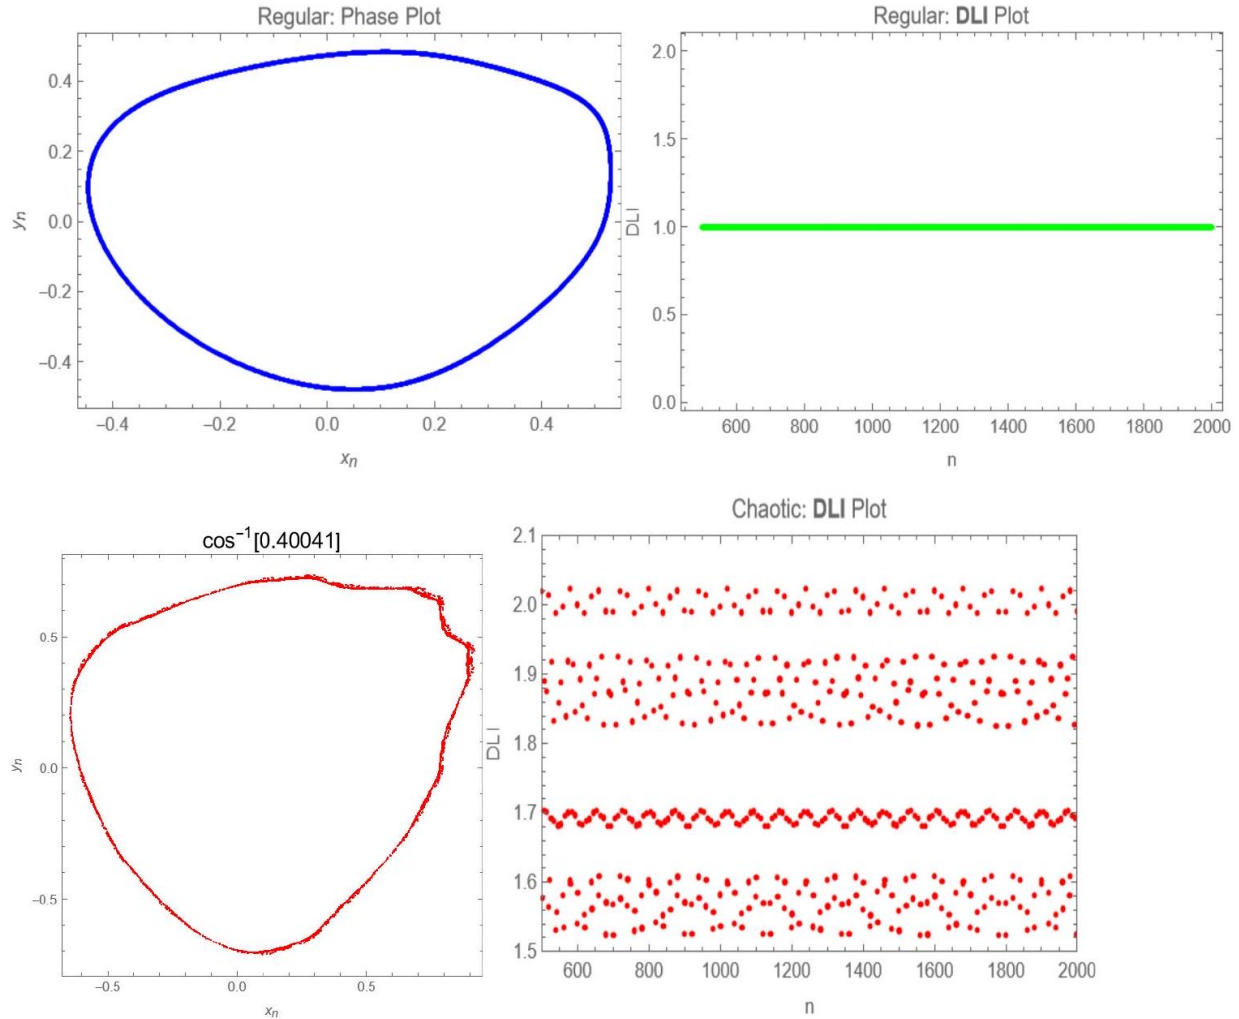 Regular: Phase Plot
0.4
0.2
0.0
−0.2
−0.4
yn
−0.4 −0.2 0.0 0.2 0.4
xn
Regular: DLI Plot
2.0
1.5
1.0
0.5
0.0
DLI
600 800 1000 1200 1400 1600 1800 2000
n
cos−1[0.40041]
0.5
0.0
−0.5
yn
−0.5 0.0 0.5
xn
Chaotic: DLI Plot
2.1
2.0
1.9
1.8
1.7
1.6
1.5
DLI
600 800 1000 1200 1400 1600 1800 2000
n